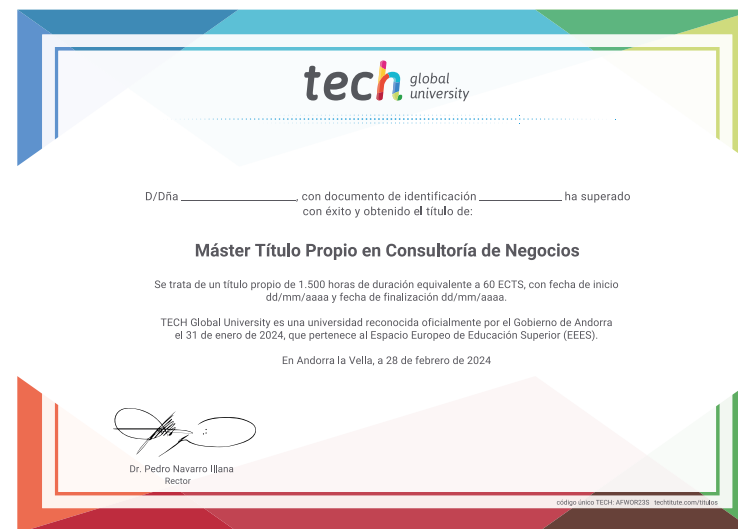 tech global university
D/Dña ____________________, con documento de identificación ______________ ha superado
con éxito y obtenido el título de:
Máster Título Propio en Consultoría de Negocios
Se trata de un título propio de 1.500 horas de duración equivalente a 60 ECTS, con fecha de inicio
dd/mm/aaaa y fecha de finalización dd/mm/aaaa.
TECH Global University es una universidad reconocida oficialmente por el Gobierno de Andorra
el 31 de enero de 2024, que pertenece al Espacio Europeo de Educación Superior (EEES).
En Andorra la Vella, a 28 de febrero de 2024
Dr. Pedro Navarro Illana
Rector
código único TECH: AFWOR23S techtitute.com/titulos